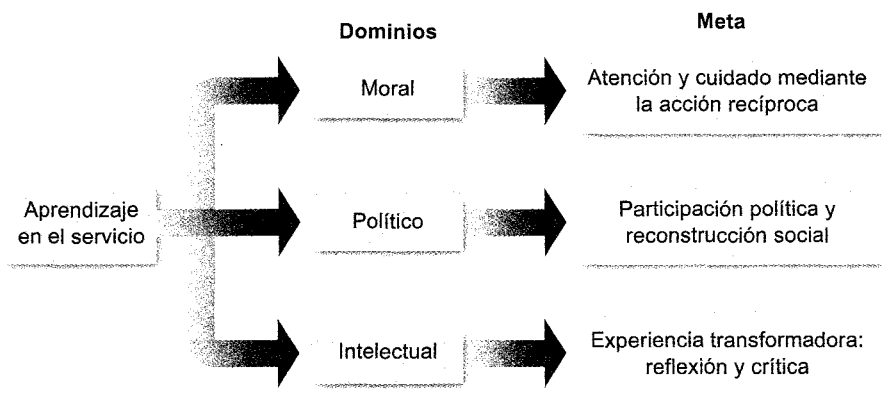 Dominios
Meta
Moral
Atención y cuidado mediante
la acción recíproca
Aprendizaje
en el servicio
Político
Participación política y
reconstrucción social
Intelectual
Experiencia transformadora:
reflexión y crítica